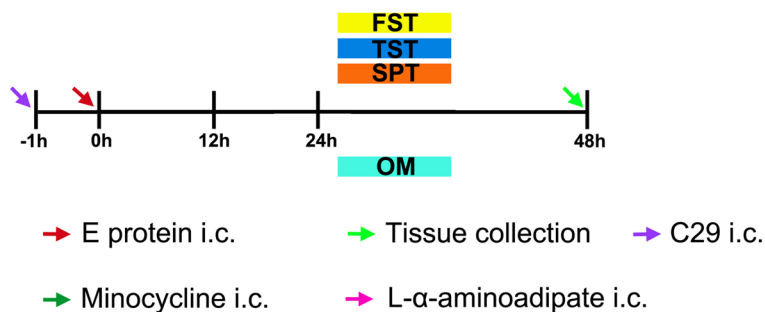 FST
TST
SPT
-1h 0h 12h 24h 48h
OM
E protein i.c. Tissue collection C29 i.c.
Minocycline i.c. L-α-aminoadipate i.c.